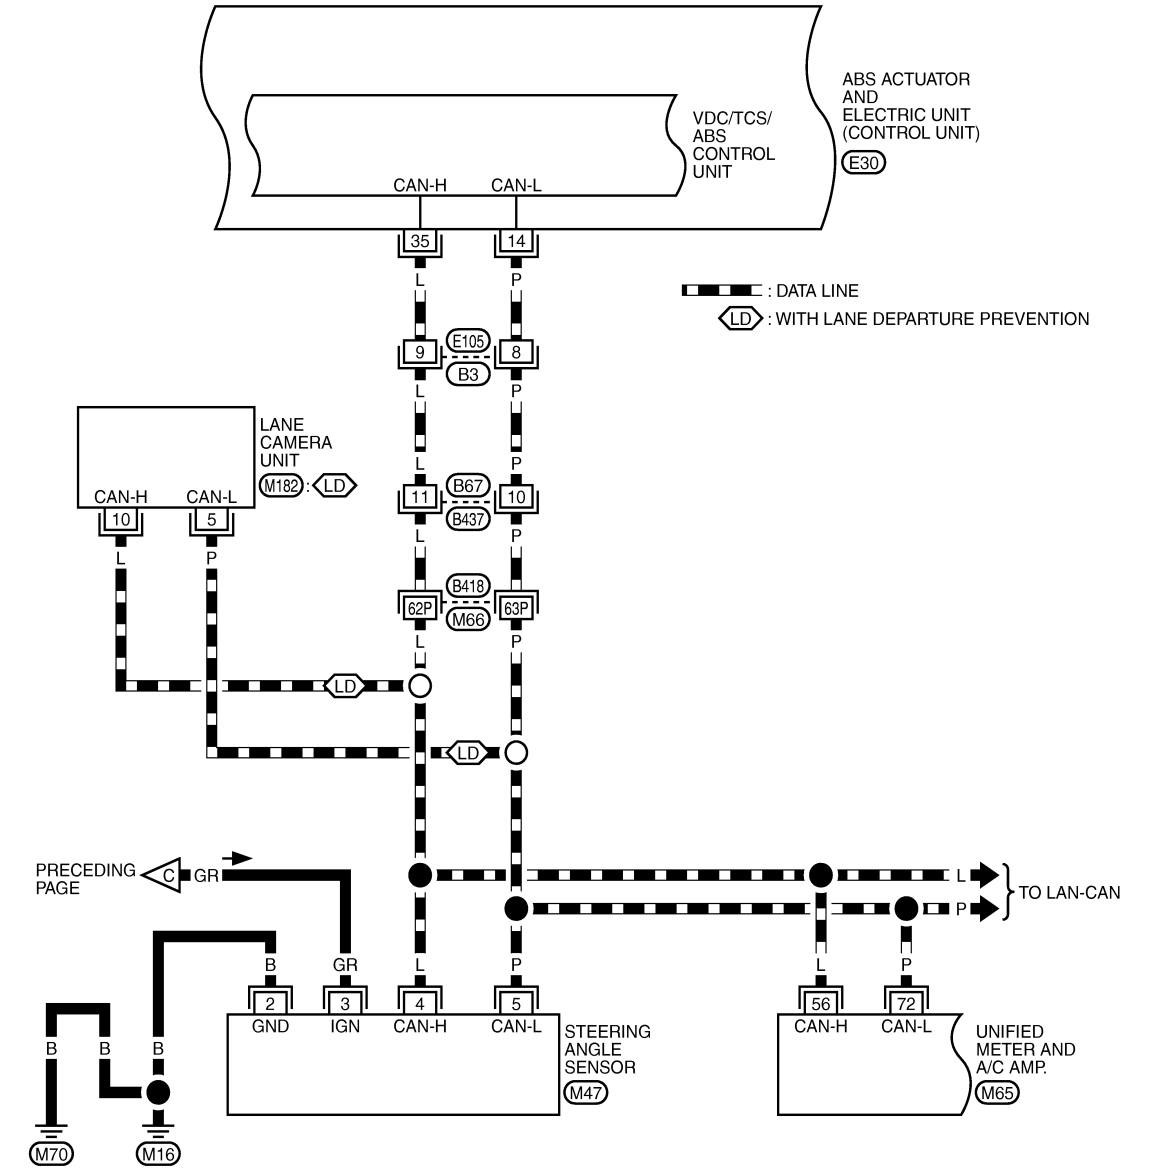 ABS ACTUATOR
AND
ELECTRIC UNIT
(CONTROL UNIT)
E30
VDC/TCS/
ABS
CONTROL
UNIT
CAN-H
CAN-L
35
14
L
P
: DATA LINE
LD : WITH LANE DEPARTURE PREVENTION
9
E105
8
B3
L
P
LANE
CAMERA
UNIT
M182 : LD
L
P
11
B67
10
B437
CAN-H
CAN-L
10
5
L
P
L
P
62P
B418
63P
M66
L
P
LD
LD
PRECEDING
PAGE
C
GR
L
P
TO LAN-CAN
B
GR
L
P
L
P
2
3
4
5
56
72
GND
IGN
CAN-H
CAN-L
CAN-H
CAN-L
STEERING
ANGLE
SENSOR
M47
UNIFIED
METER AND
A/C AMP.
M65
B
B
B
M70
M16